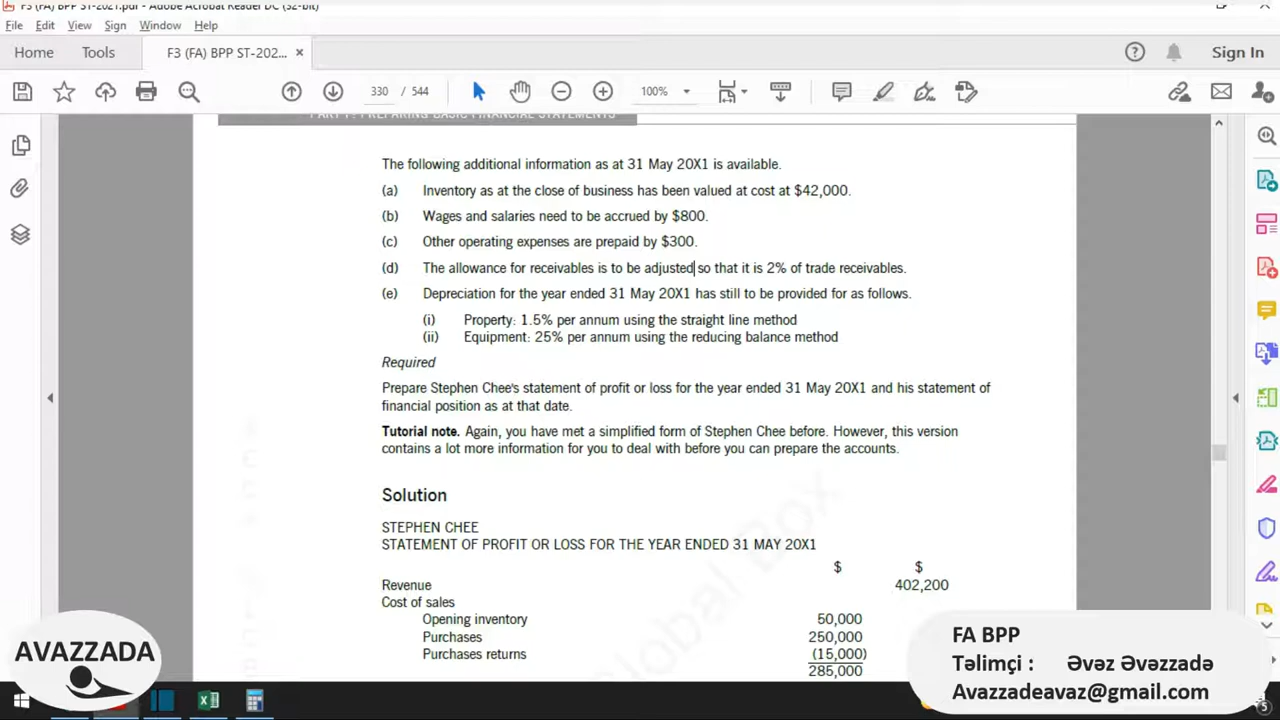 F3 (FA) BPP ST-2021.pdf - Adobe Acrobat Reader DC (32-bit)
File Edit View Sign Window Help
Home Tools F3 (FA) BPP ST-202... × Sign In
330 / 544 100%
PART F: PREPARING BASIC FINANCIAL STATEMENTS
The following additional information as at 31 May 20X1 is available.
(a) Inventory as at the close of business has been valued at cost at $42,000.
(b) Wages and salaries need to be accrued by $800.
(c) Other operating expenses are prepaid by $300.
(d) The allowance for receivables is to be adjusted so that it is 2% of trade receivables.
(e) Depreciation for the year ended 31 May 20X1 has still to be provided for as follows.
(i) Property: 1.5% per annum using the straight line method
(ii) Equipment: 25% per annum using the reducing balance method
Required
Prepare Stephen Chee's statement of profit or loss for the year ended 31 May 20X1 and his statement of
financial position as at that date.
Tutorial note. Again, you have met a simplified form of Stephen Chee before. However, this version
contains a lot more information for you to deal with before you can prepare the accounts.
Solution
STEPHEN CHEE
STATEMENT OF PROFIT OR LOSS FOR THE YEAR ENDED 31 MAY 20X1
$ $
Revenue 402,200
Cost of sales
Opening inventory 50,000
Purchases 250,000
Purchases returns (15,000)
285,000
Global Box
AVAZZADA
FA BPP
Təlimçi : Əvəz Əvəzzadə
Avazzadeavaz@gmail.com
5